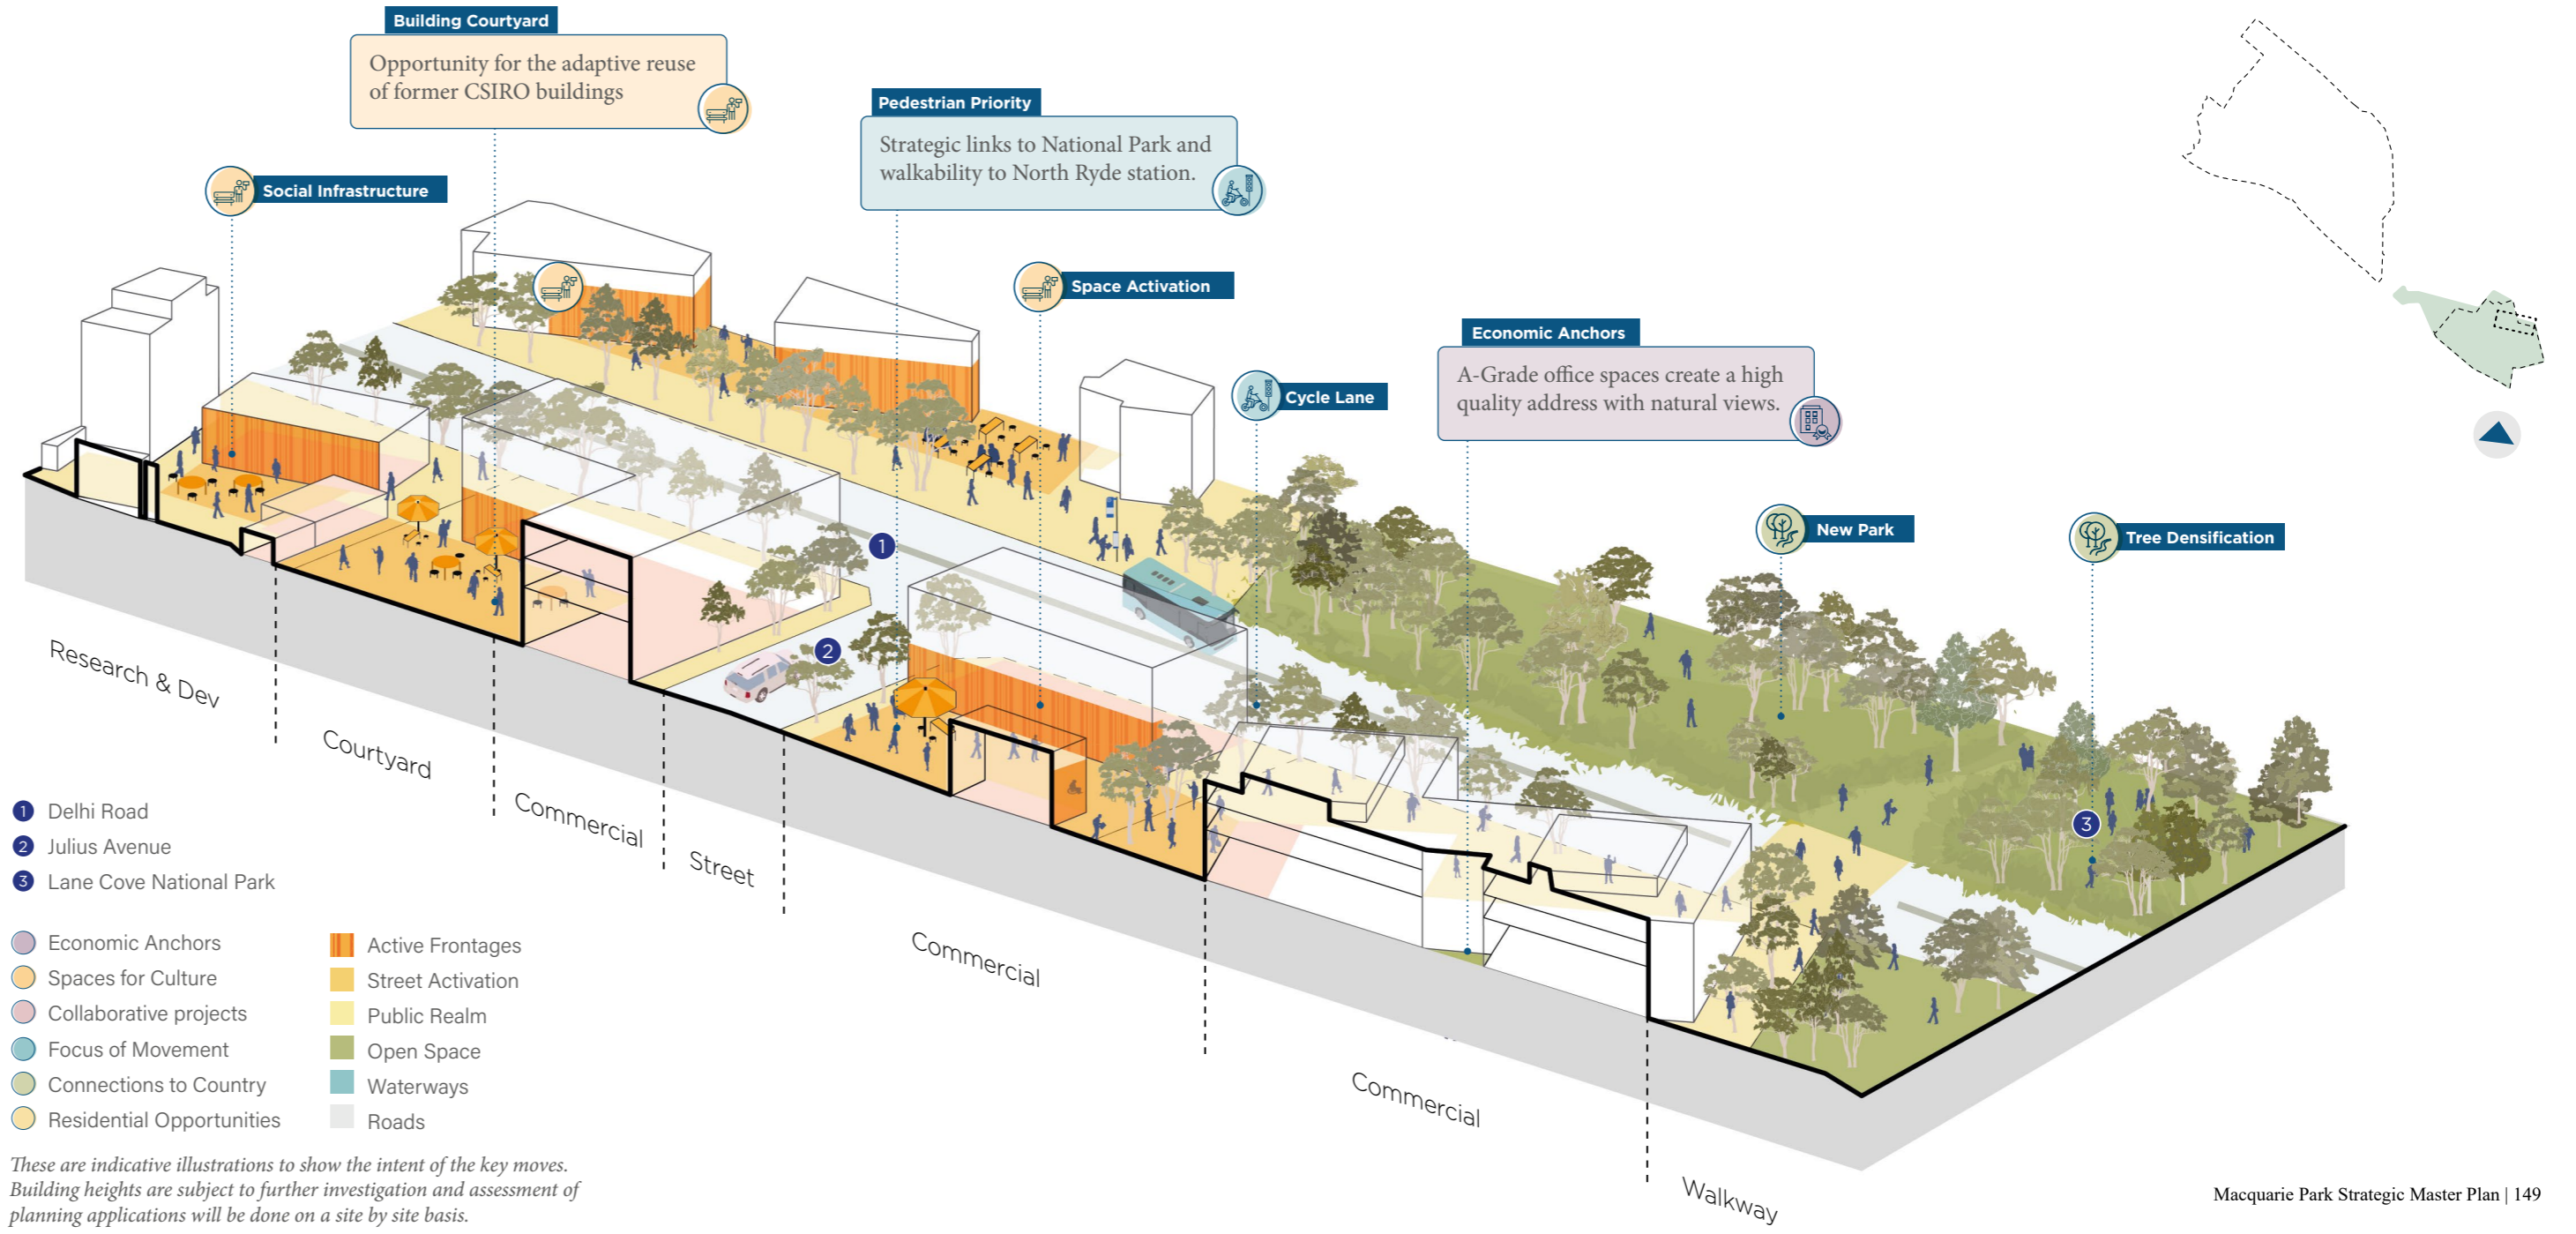 Building Courtyard
Opportunity for the adaptive reuse
of former CSIRO buildings
Pedestrian Priority
Strategic links to National Park and
walkability to North Ryde station.
Social Infrastructure
Space Activation
Economic Anchors
A-Grade office spaces create a high
quality address with natural views.
Cycle Lane
New Park
Tree Densification
1
2
3
Research & Dev
Courtyard
Commercial
Street
Commercial
Commercial
Walkway
1 Delhi Road
2 Julius Avenue
3 Lane Cove National Park
Economic Anchors
Spaces for Culture
Collaborative projects
Focus of Movement
Connections to Country
Residential Opportunities
Active Frontages
Street Activation
Public Realm
Open Space
Waterways
Roads
These are indicative illustrations to show the intent of the key moves.
Building heights are subject to further investigation and assessment of
planning applications will be done on a site by site basis.
Macquarie Park Strategic Master Plan | 149